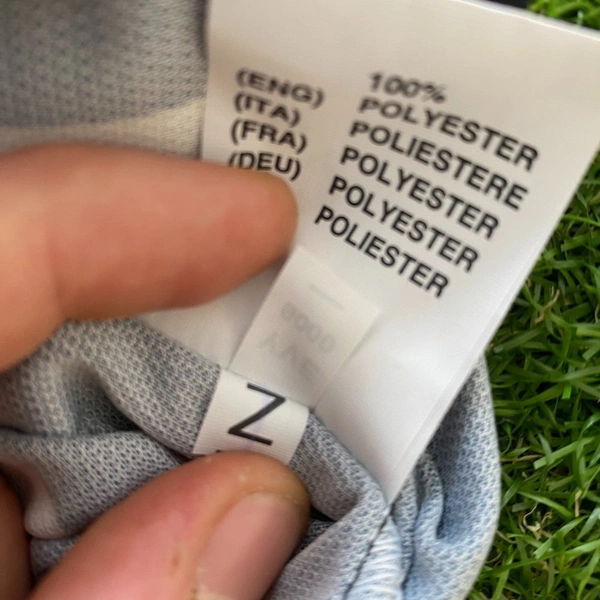 100%
(ENG) POLYESTER
(ITA) POLIESTERE
(FRA) POLYESTER
(DEU) POLYESTER
POLIESTER